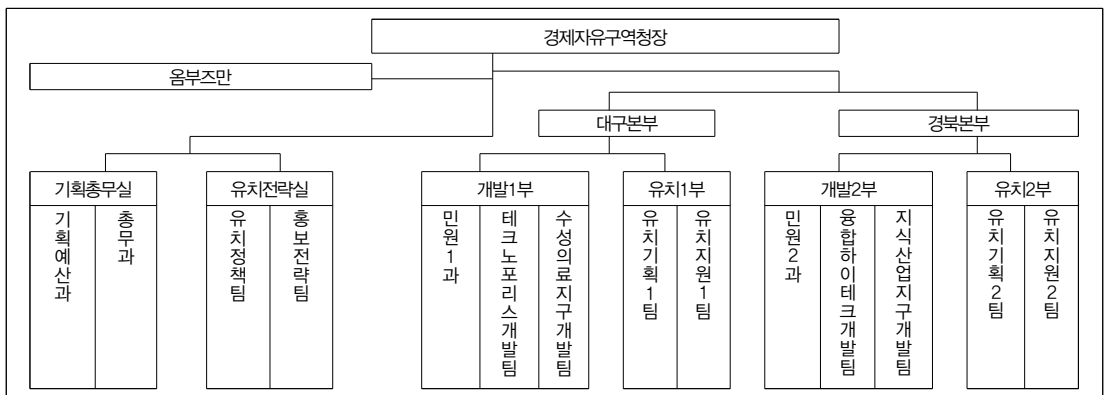 경제자유구역청장
옴부즈만
대구본부
경북본부
기획총무실
유치전략실
개발1부
유치1부
개발2부
유치2부
기획예산과
총무과
유치정책팀
홍보전략팀
민원1과
테크노포리스개발팀
수성의료지구개발팀
유치기획1팀
유치지원1팀
민원2과
융합하이테크개발팀
지식산업지구개발팀
유치기획2팀
유치지원2팀